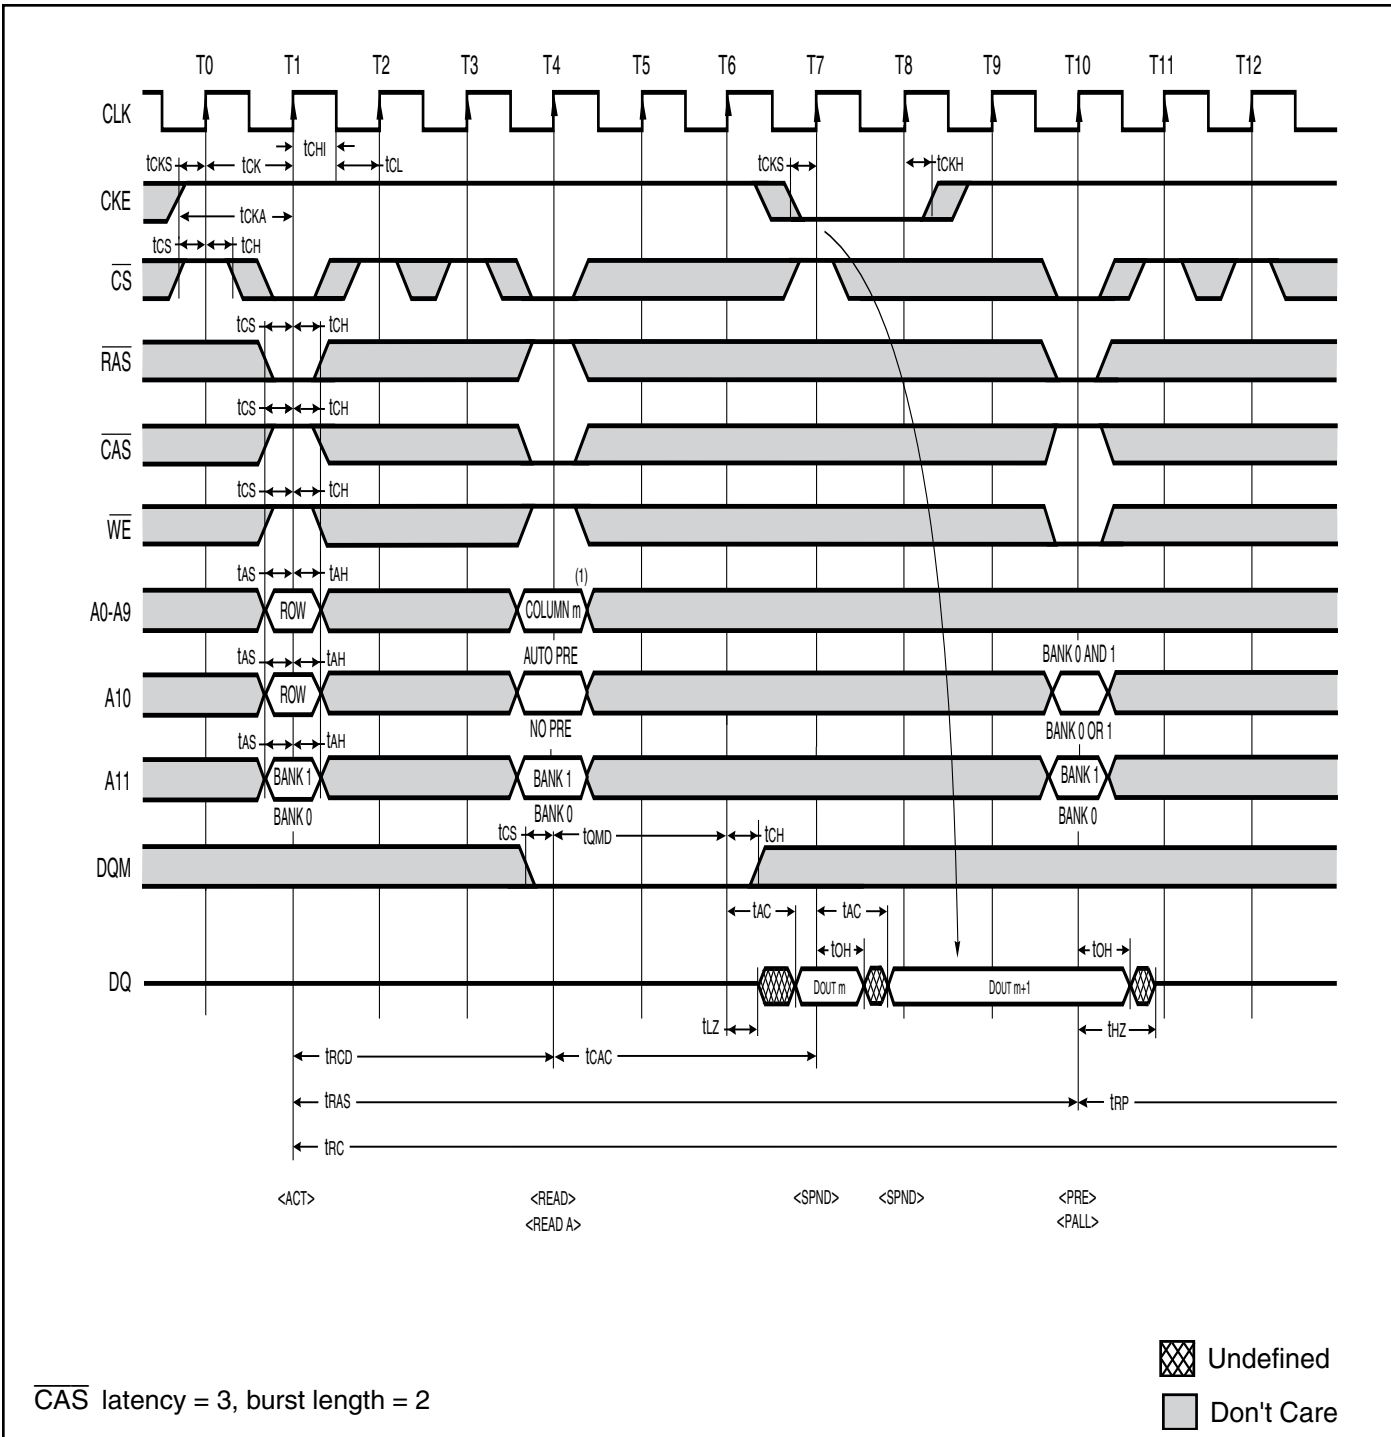 T0 T1 T2 T3 T4 T5 T6 T7 T8 T9 T10 T11 T12
CLK
tCHI
tCKS tCK tCL tCKS tCKH
CKE
tCKA
tCS tCH
CS
tCS tCH
RAS
tCS tCH
CAS
tCS tCH
WE
tAS tAH (1)
A0-A9 ROW COLUMN m
tAS tAH AUTO PRE BANK 0 AND 1
A10 ROW
NO PRE BANK 0 OR 1
tAS tAH
A11 BANK 1 BANK 1 BANK 1
BANK 0 BANK 0 BANK 0
tCS tQMD tCH
DQM
tAC tAC
tOH tOH
DQ DOUT m DOUT m+1
tLZ tHZ
tRCD tCAC
tRAS tRP
tRC
<ACT> <READ> <SPND> <SPND> <PRE>
<READ A> <PALL>
Undefined
CAS latency = 3, burst length = 2
Don't Care